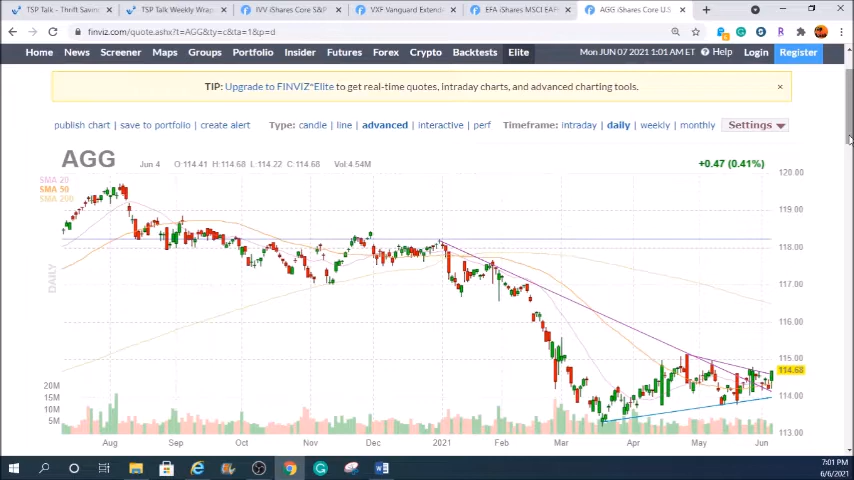 TSP Talk - Thrift Savin
TSP Talk Weekly Wrap
IVV iShares Core S&P
VXF Vanguard Extend
EFA iShares MSCI EAF
AGG iShares Core U.S
finviz.com/quote.ashx?t=AGG&ty=c&ta=1&p=d
Home News Screener Maps Groups Portfolio Insider Futures Forex Crypto Backtests Elite Mon JUN 07 2021 1:01 AM ET Help Login Register
TIP: Upgrade to FINVIZ*Elite to get real-time quotes, intraday charts, and advanced charting tools. ×
publish chart | save to portfolio | create alert Type: candle | line | advanced | interactive | perf Timeframe: intraday | daily | weekly | monthly Settings
AGG Jun 4 O:114.41 H:114.68 L:114.22 C:114.68 Vol:4.54M +0.47 (0.41%)
SMA 20
SMA 50
SMA 200
DAILY
120.00
119.00
118.00
117.00
116.00
115.00
114.68
114.00
113.00
20M
15M
10M
5M
Aug Sep Oct Nov Dec 2021 Feb Mar Apr May Jun
7:01 PM
6/6/2021